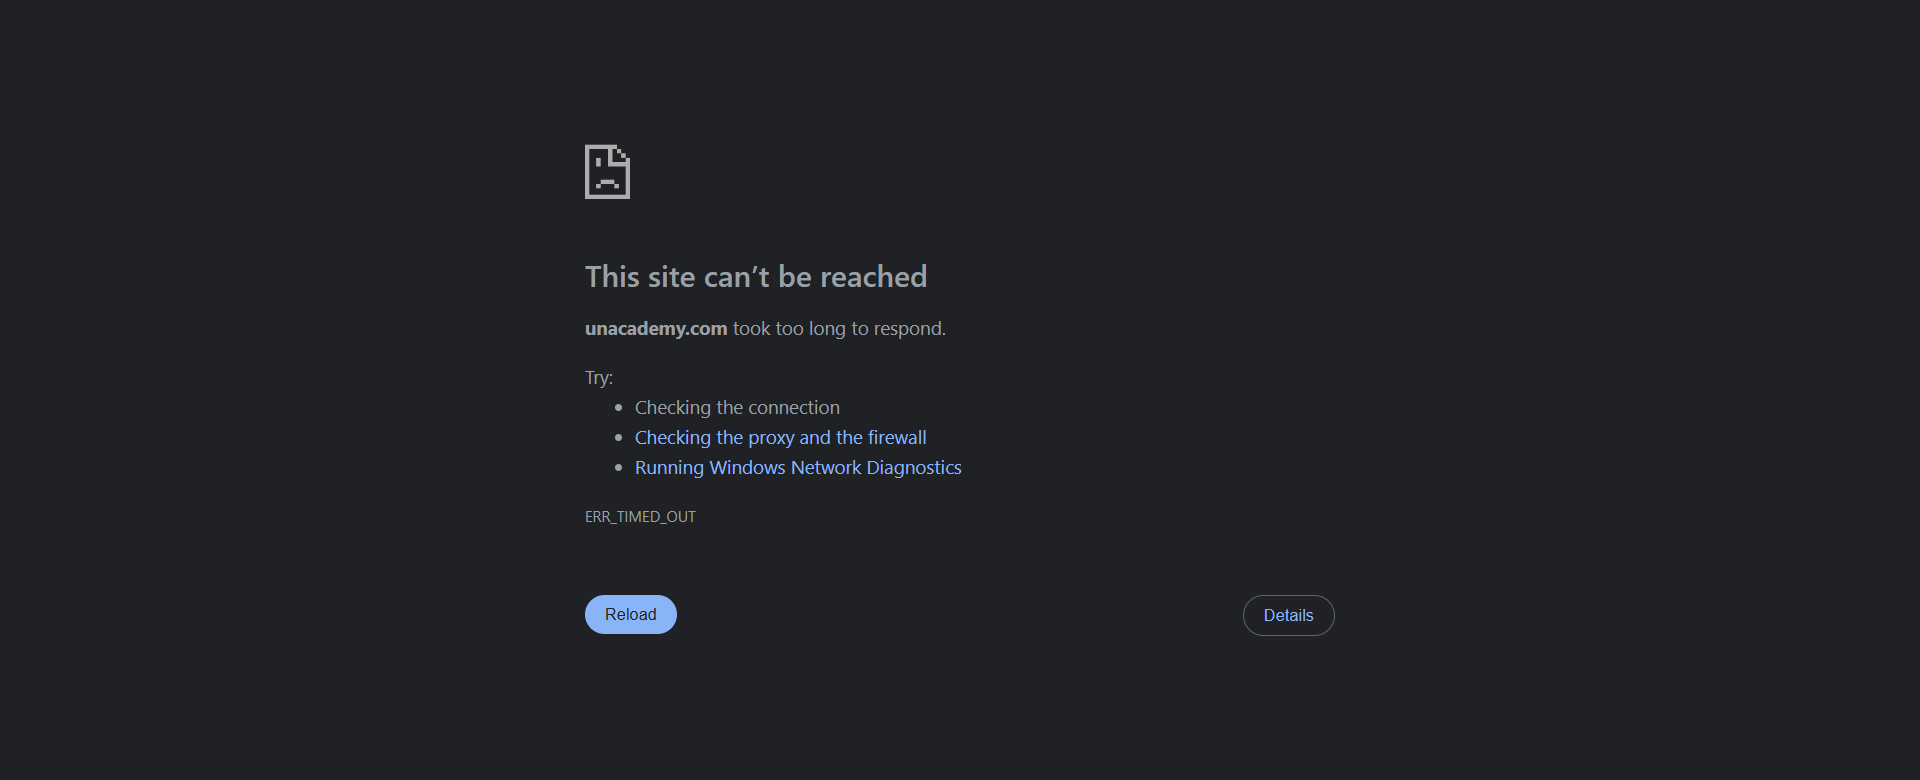 This site can’t be reached
unacademy.com took too long to respond.
Try:
Checking the connection
Checking the proxy and the firewall
Running Windows Network Diagnostics
ERR_TIMED_OUT
Reload
Details